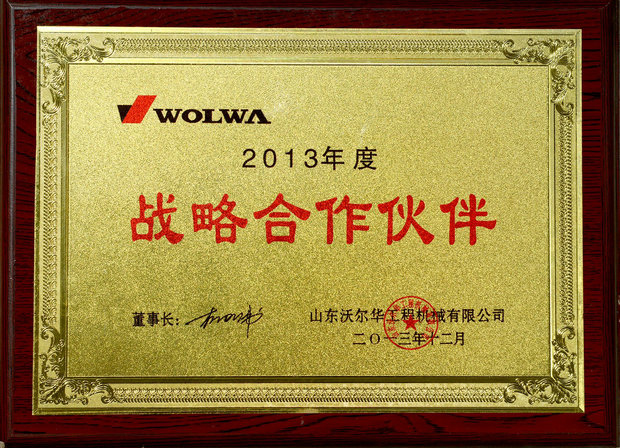 WOLWA
2013年度
战略合作伙伴
董事长：
山东沃尔华工程机械有限公司
二〇一三年十二月